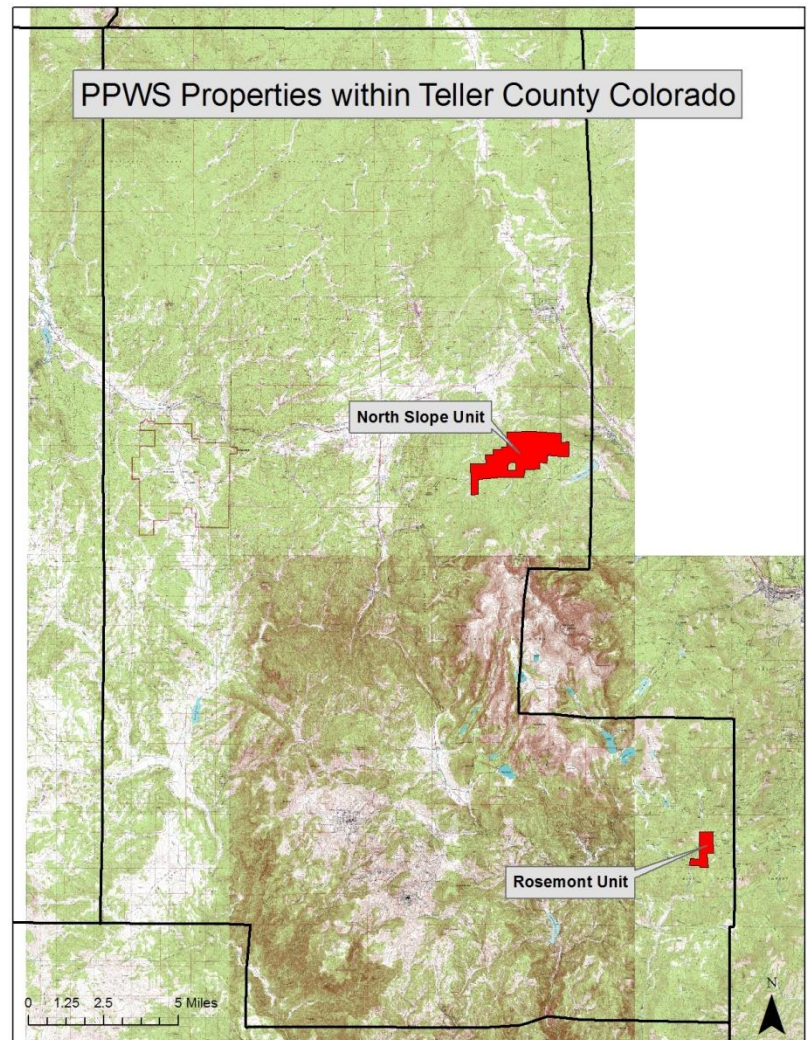 PPWS Properties within Teller County Colorado
North Slope Unit
Rosemont Unit
0 1.25 2.5 5 Miles
N